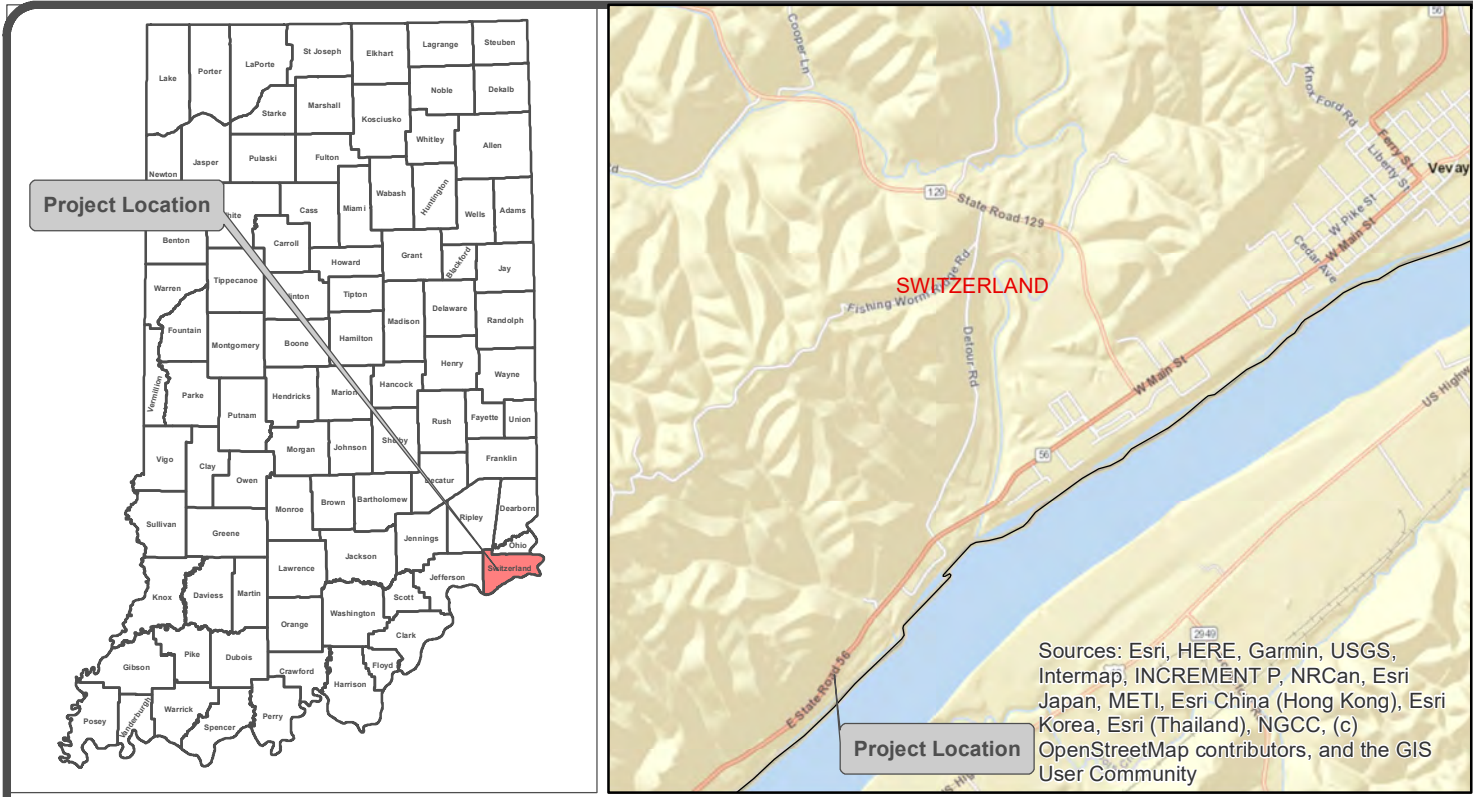 Lake
Porter
LaPorte
St Joseph
Elkhart
Lagrange
Steuben
Noble
Dekalb
Starke
Marshall
Kosciusko
Whitley
Allen
Newton
Jasper
Pulaski
Fulton
Project Location
Cass
Miami
Wabash
Huntington
Wells
Adams
Benton
Carroll
Howard
Grant
Blackford
Jay
Warren
Tippecanoe
Tipton
Delaware
Randolph
Fountain
Montgomery
Boone
Hamilton
Madison
Henry
Wayne
Vermillion
Parke
Putnam
Hendricks
Marion
Hancock
Rush
Fayette
Union
Vigo
Clay
Owen
Morgan
Johnson
Franklin
Sullivan
Greene
Monroe
Brown
Bartholomew
Decatur
Ripley
Dearborn
Ohio
Jennings
Switzerland
Jackson
Lawrence
Jefferson
Knox
Daviess
Martin
Scott
Washington
Orange
Clark
Gibson
Pike
Dubois
Crawford
Floyd
Harrison
Posey
Vanderburgh
Warrick
Spencer
Perry
Cooper Ln
56
Knox Ford Rd
Ferry St
Liberty St
Vevay
129
State Road 129
W Pike St
W Main St
Cedar Ave
SWITZERLAND
Fishing Worm Ridge Rd
Detour Rd
W Main St
56
E State Road 56
2949
Project Location
Sources: Esri, HERE, Garmin, USGS,
Intermap, INCREMENT P, NRCan, Esri
Japan, METI, Esri China (Hong Kong), Esri
Korea, Esri (Thailand), NGCC, (c)
OpenStreetMap contributors, and the GIS
User Community